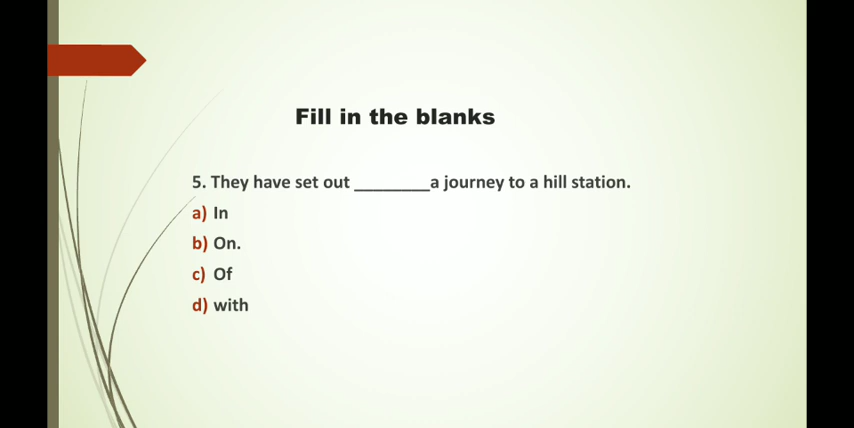 Fill in the blanks
5. They have set out ________a journey to a hill station.
a) In
b) On.
c) Of
d) with